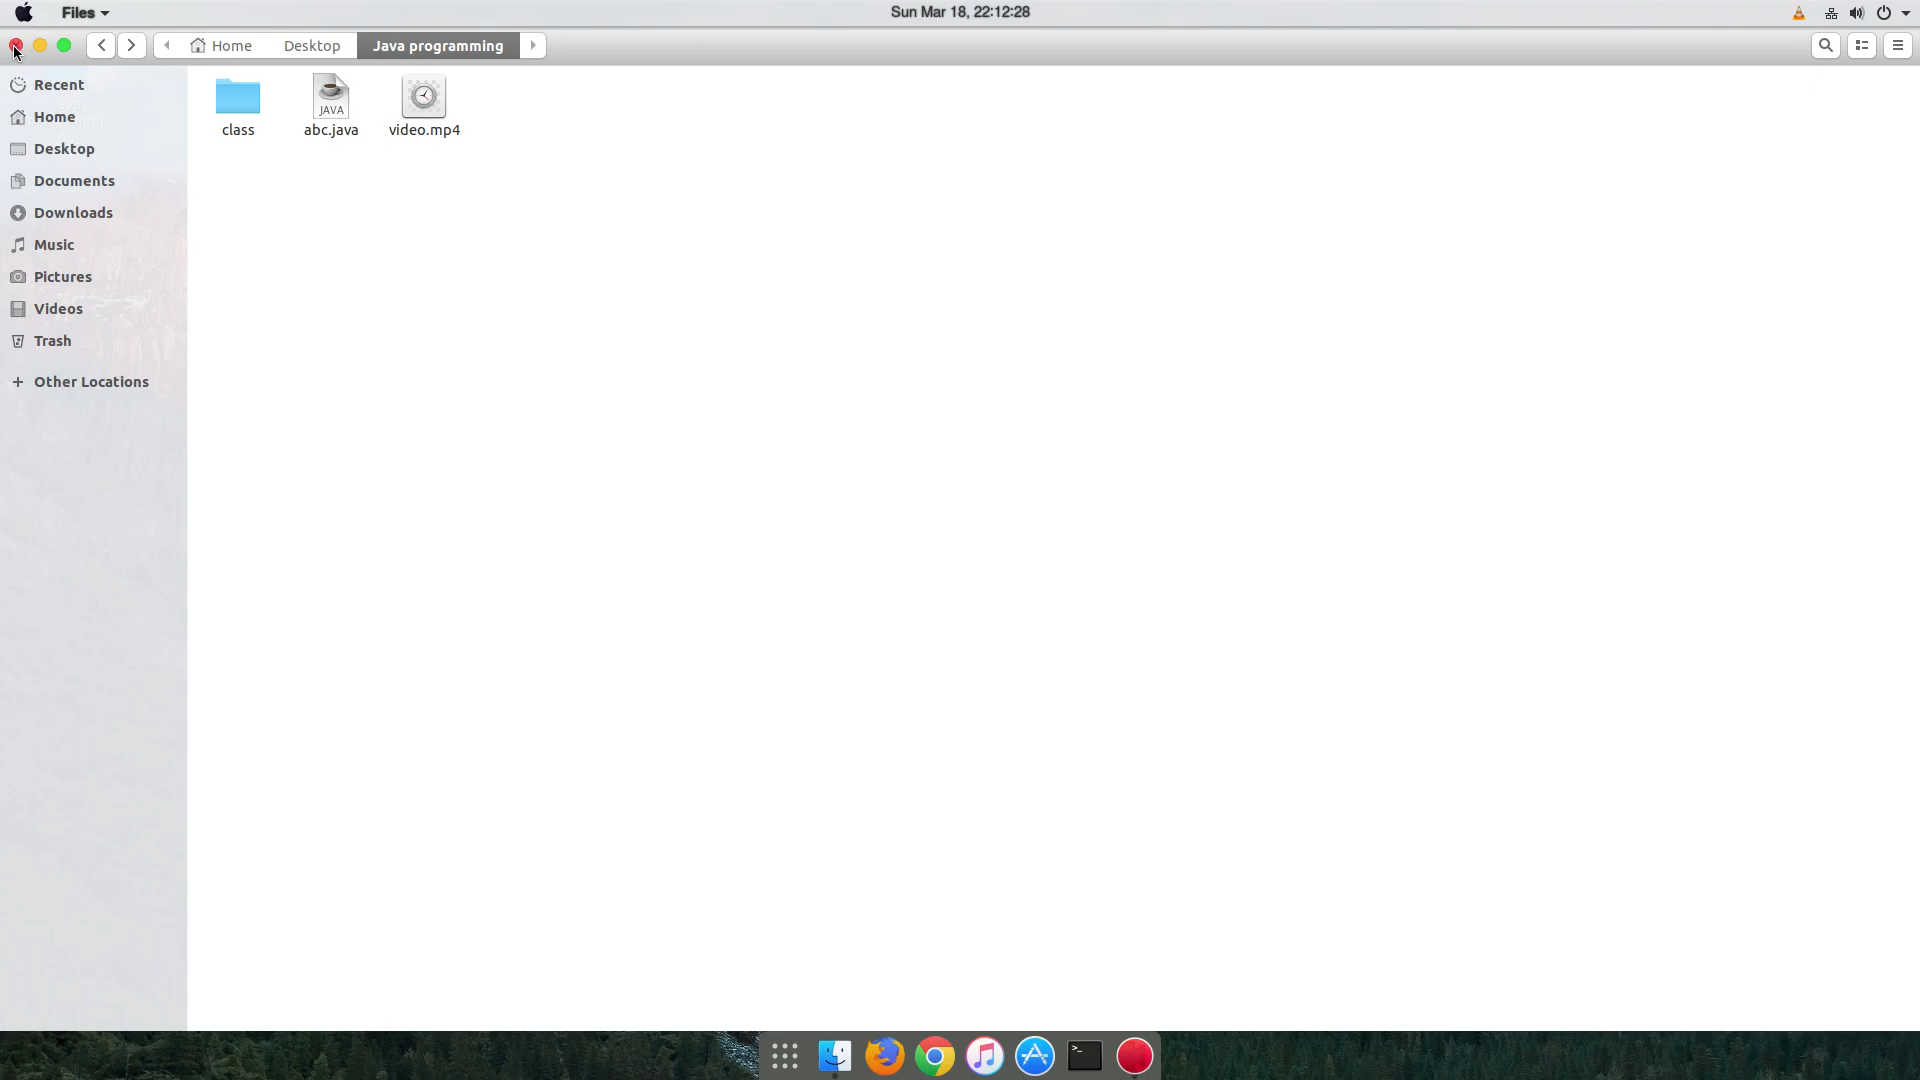 Files Sun Mar 18, 22:12:28
Home Desktop Java programming
Recent
Home
Desktop
Documents
Downloads
Music
Pictures
Videos
Trash
Other Locations
class JAVA abc.java video.mp4